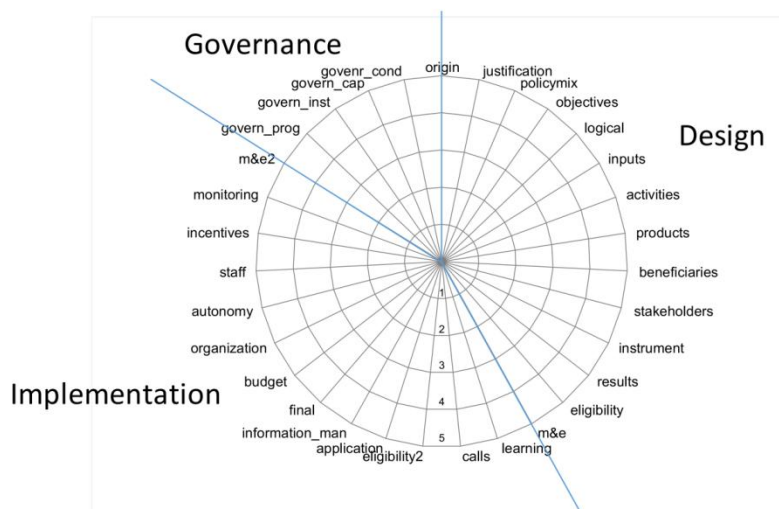 Governance
Design
Implementation
origin
justification
policymix
objectives
logical
inputs
activities
products
beneficiaries
stakeholders
instrument
results
eligibility
m&e
learning
calls
eligibility2
application
information_man
final
budget
organization
autonomy
staff
incentives
monitoring
m&e2
govern_prog
govern_inst
govern_cap
govenr_cond
1
2
3
4
5